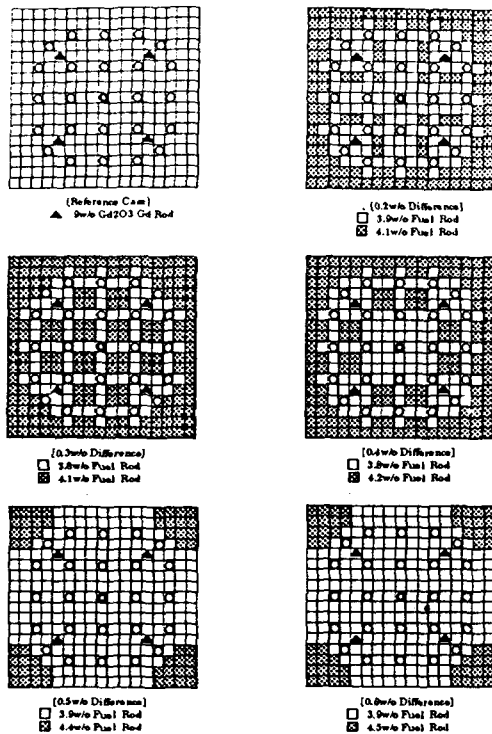 [Reference Case]
9w/o Gd2O3 Gd Rod
[0.2w/o Difference]
3.9w/o Fuel Rod
4.1w/o Fuel Rod
[0.3w/o Difference]
3.8w/o Fuel Rod
4.1w/o Fuel Rod
[0.4w/o Difference]
3.8w/o Fuel Rod
4.2w/o Fuel Rod
[0.5w/o Difference]
3.9w/o Fuel Rod
4.4w/o Fuel Rod
[0.6w/o Difference]
3.9w/o Fuel Rod
4.5w/o Fuel Rod